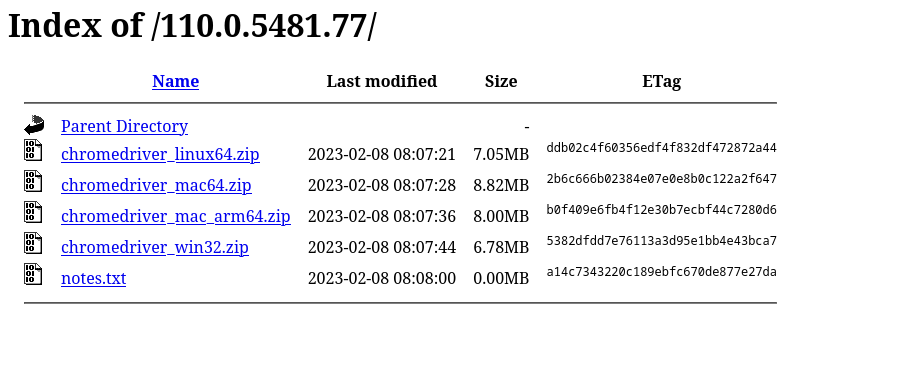 Index of /110.0.5481.77/
Name Last modified Size ETag
Parent Directory -
chromedriver_linux64.zip 2023-02-08 08:07:21 7.05MB ddb02c4f60356edf4f832df472872a44
chromedriver_mac64.zip 2023-02-08 08:07:28 8.82MB 2b6c666b02384e07e0e8b0c122a2f647
chromedriver_mac_arm64.zip 2023-02-08 08:07:36 8.00MB b0f409e6fb4f12e30b7ecbf44c7280d6
chromedriver_win32.zip 2023-02-08 08:07:44 6.78MB 5382dfdd7e76113a3d95e1bb4e43bca7
notes.txt 2023-02-08 08:08:00 0.00MB a14c7343220c189ebfc670de877e27da